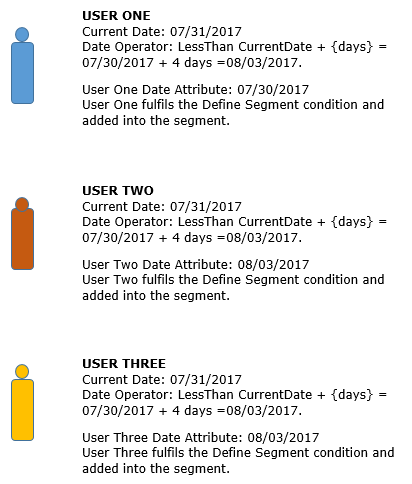 USER ONE
Current Date: 07/31/2017
Date Operator: LessThan CurrentDate + {days} =
07/30/2017 + 4 days =08/03/2017.
User One Date Attribute: 07/30/2017
User One fulfils the Define Segment condition and
added into the segment.
USER TWO
Current Date: 07/31/2017
Date Operator: LessThan CurrentDate + {days} =
07/30/2017 + 4 days =08/03/2017.
User Two Date Attribute: 08/03/2017
User Two fulfils the Define Segment condition and
added into the segment.
USER THREE
Current Date: 07/31/2017
Date Operator: LessThan CurrentDate + {days} =
07/30/2017 + 4 days =08/03/2017.
User Three Date Attribute: 08/03/2017
User Three fulfils the Define Segment condition and
added into the segment.